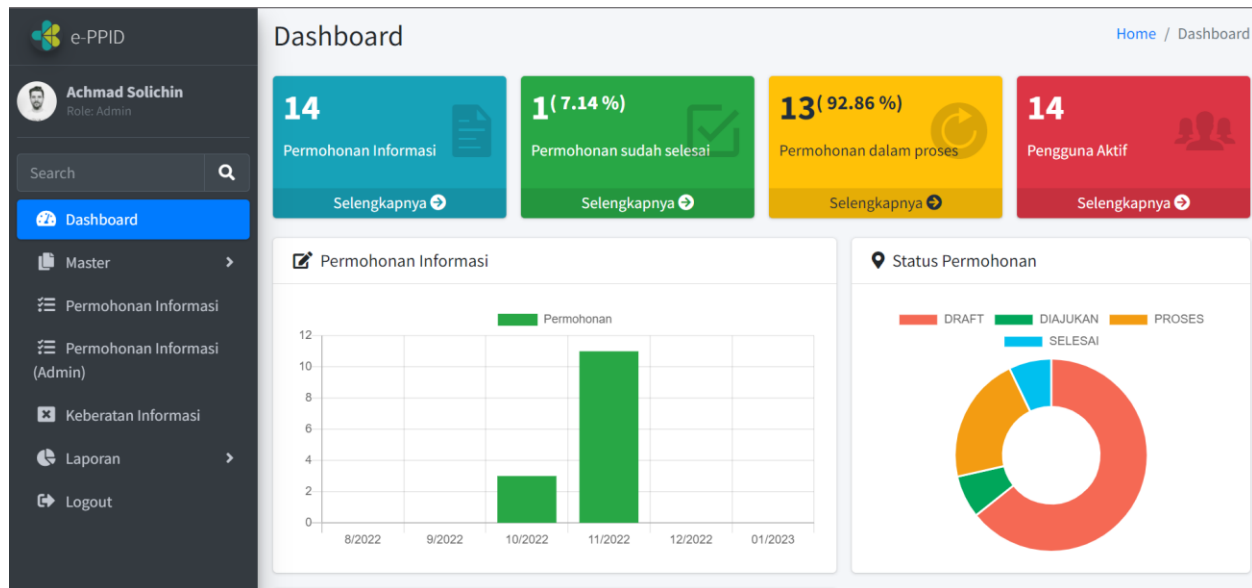 e-PPID
Achmad Solichin
Role: Admin
Search
Dashboard
Master
Permohonan Informasi
Permohonan Informasi
(Admin)
Keberatan Informasi
Laporan
Logout
Dashboard
Home / Dashboard
14
Permohonan Informasi
Selengkapnya
1( 7.14 %)
Permohonan sudah selesai
Selengkapnya
13( 92.86 %)
Permohonan dalam proses
Selengkapnya
14
Pengguna Aktif
Selengkapnya
Permohonan Informasi
Permohonan
12
10
8
6
4
2
0
8/2022 9/2022 10/2022 11/2022 12/2022 01/2023
Status Permohonan
DRAFT DIAJUKAN PROSES
SELESAI